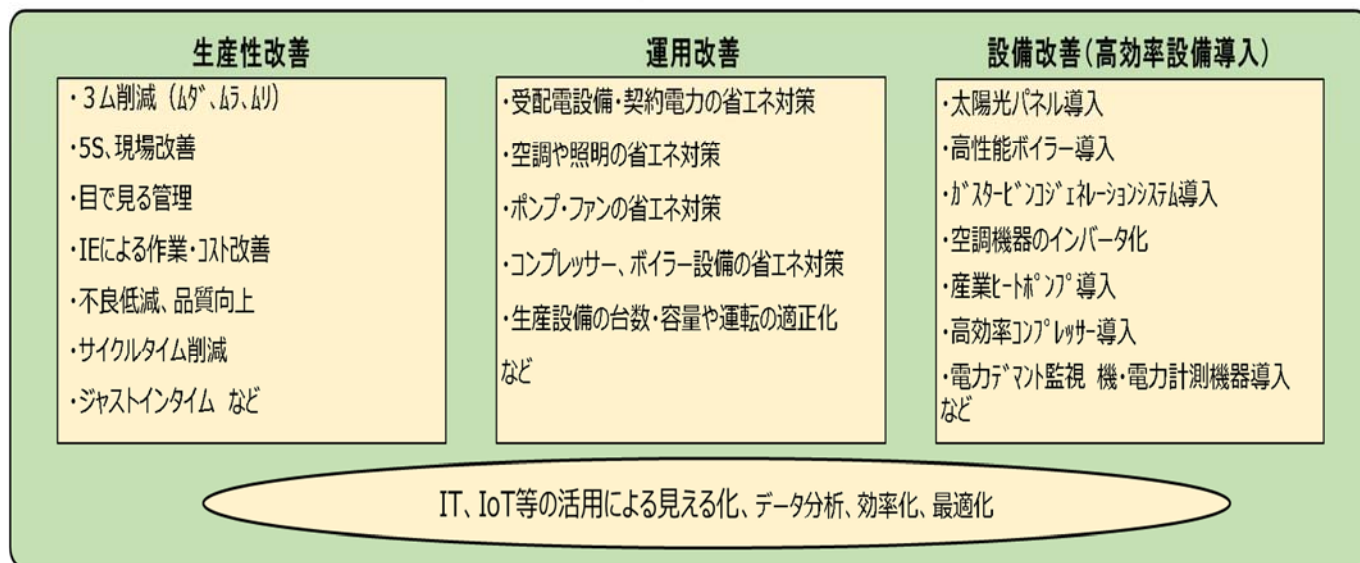 生産性改善
・３ム削減（ﾑﾀﾞ、ﾑﾗ、ﾑﾘ）
・5S、現場改善
・目で見る管理
・IEによる作業・ｺｽﾄ改善
・不良低減、品質向上
・サイクルタイム削減
・ジャストインタイム など
運用改善
・受配電設備・契約電力の省エネ対策
・空調や照明の省エネ対策
・ポンプ・ファンの省エネ対策
・コンプレッサー、ボイラー設備の省エネ対策
・生産設備の台数・容量や運転の適正化
など
設備改善（高効率設備導入）
・太陽光パネル導入
・高性能ボイラー導入
・ｶﾞｽﾀｰﾋﾞﾝｺｼﾞｪﾈﾚｰｼｮﾝｼｽﾃﾑ導入
・空調機器のインバータ化
・産業ﾋｰﾄﾎﾟﾝﾌﾟ導入
・高効率ｺﾝﾌﾟﾚｯｻｰ導入
・電力ﾃﾞﾏﾝﾄ監視 機・電力計測機器導入
など
IT、IoT等の活用による見える化、データ分析、効率化、最適化